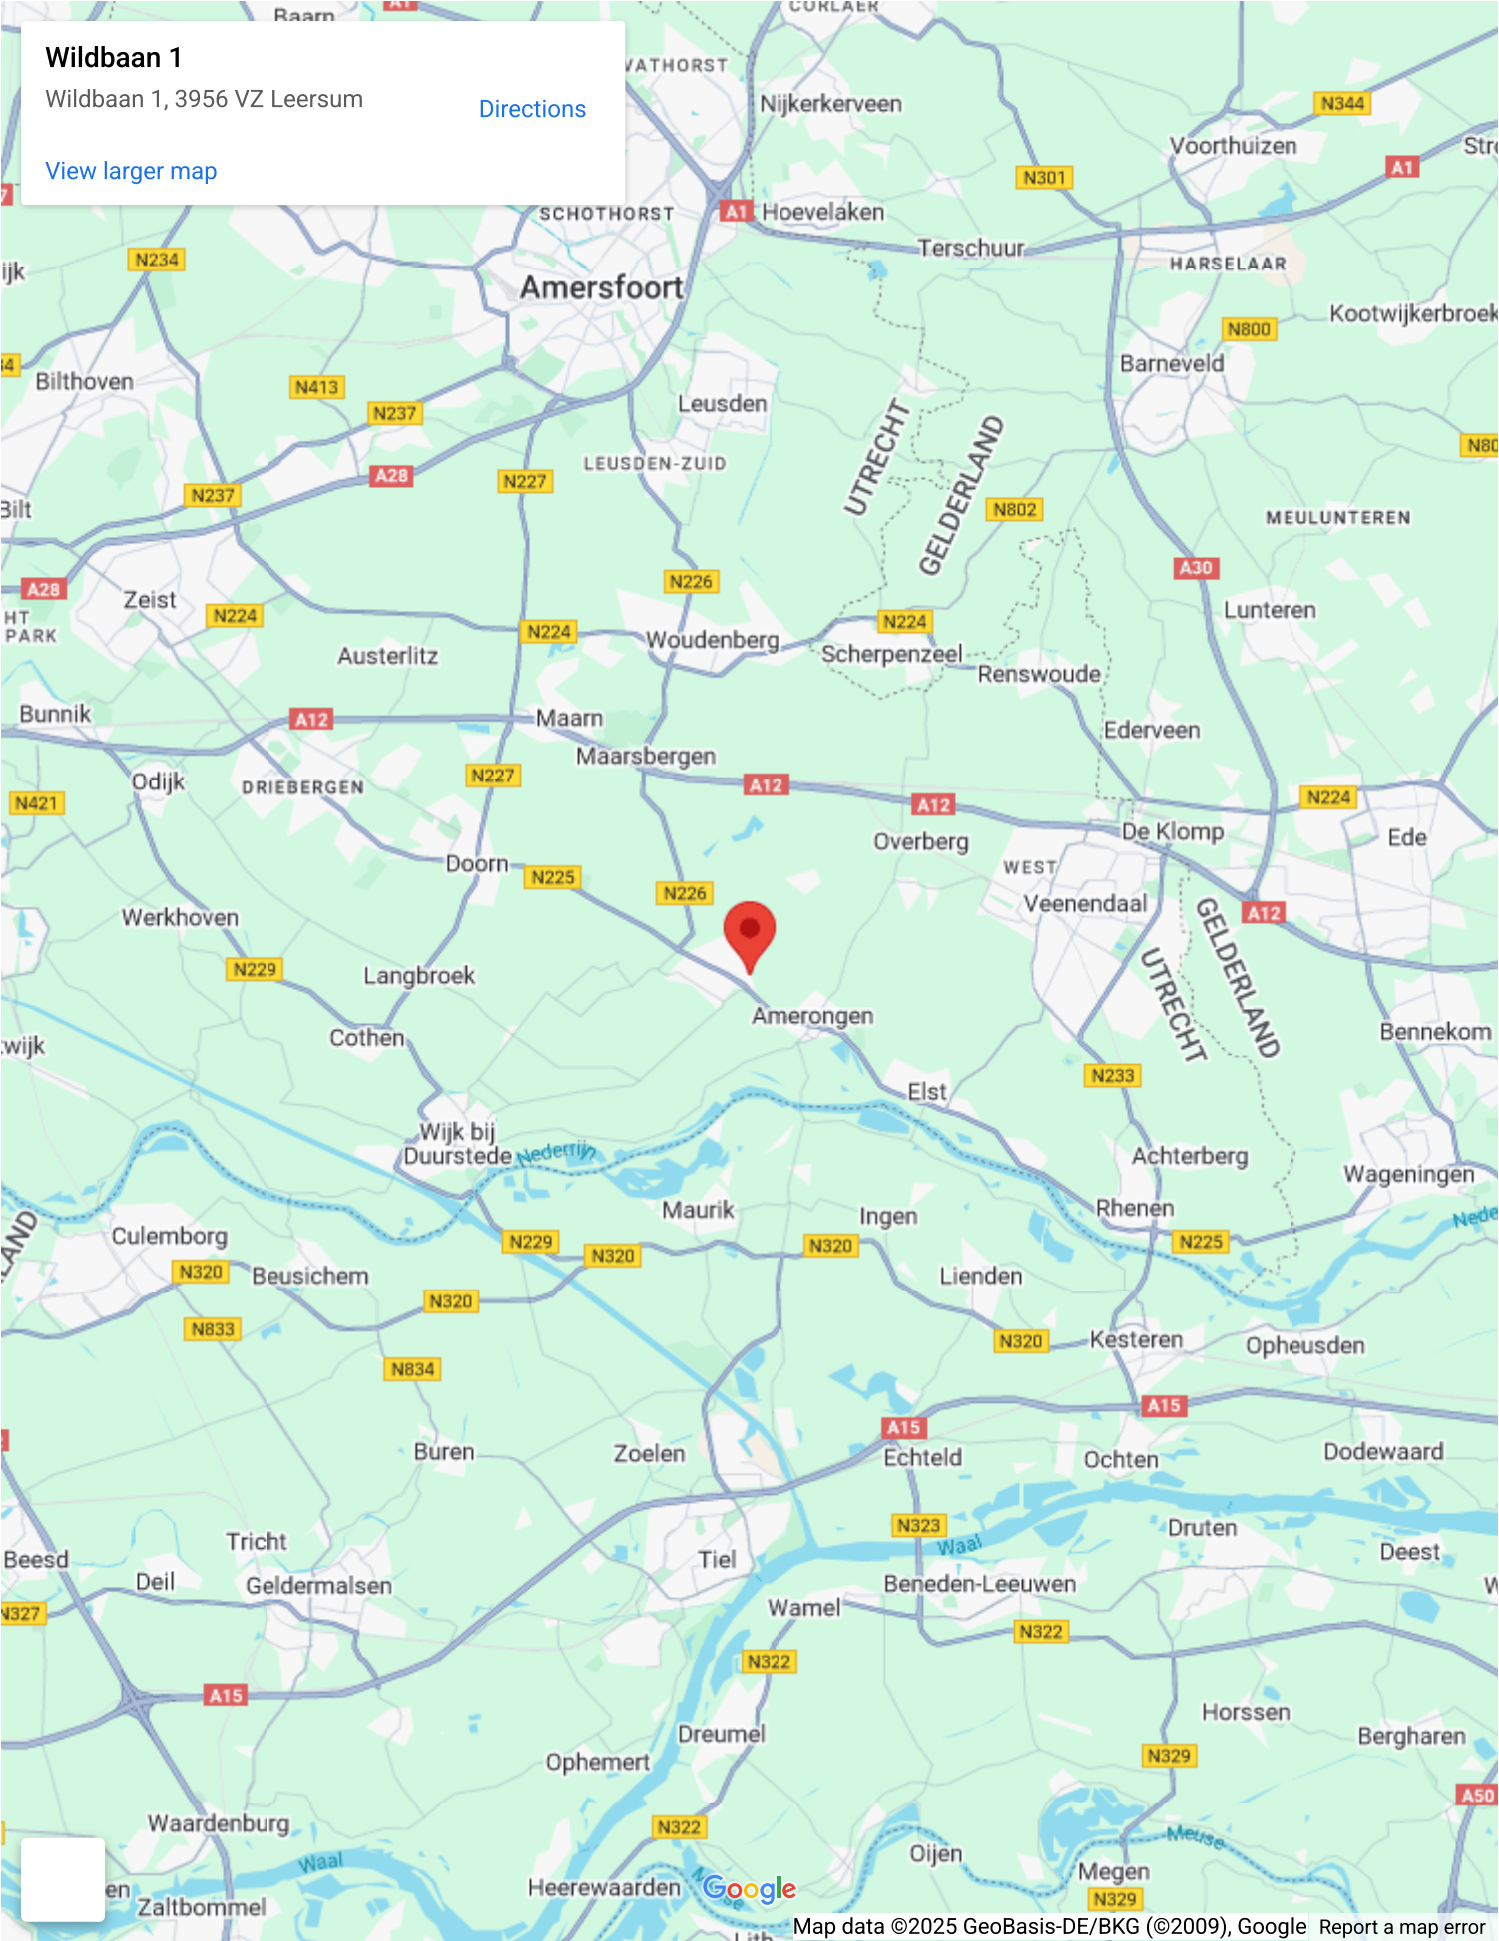 Baarn
A1
CORLAER
Wildbaan 1
Wildbaan 1, 3956 VZ Leersum
Directions
View larger map
VATHORST
Nijkerkerveen
N344
Voorthuizen
A1
N301
SCHOTHORST
A1
Hoevelaken
Terschuur
HARSELAAR
N234
Amersfoort
Kootwijkerbroek
N800
Barneveld
Bilthoven
N413
N237
Leusden
UTRECHT
GELDERLAND
LEUSDEN-ZUID
A28
N227
N237
N802
MEULUNTEREN
Bilt
A30
A28
Zeist
N226
Lunteren
N224
N224
N224
PARK
Woudenberg
Austerlitz
Scherpenzeel
Renswoude
Bunnik
A12
Maarn
Ederveen
Maarsbergen
Odijk
DRIEBERGEN
N227
A12
A12
N224
N421
De Klomp
Ede
Overberg
Doorn
N225
WEST
N226
Veenendaal
A12
Werkhoven
GELDERLAND
UTRECHT
N229
Langbroek
Amerongen
Cothen
Bennekom
N233
Elst
Wijk bij
Duurstede
Nederrijn
Achterberg
Wageningen
Maurik
Ingen
Rhenen
Culemborg
N229
N320
N320
N225
N320
Beusichem
Lienden
N320
N833
N320
Kesteren
Opheusden
N834
A15
A15
Buren
Zoelen
Echteld
Ochten
Dodewaard
N323
Druten
Tricht
Waal
Beesd
Tiel
Deest
Deil
Geldermalsen
Beneden-Leeuwen
N327
Wamel
N322
N322
A15
Horssen
Dreumel
Bergharen
Ophemert
N329
A50
Waardenburg
N322
Meuse
Waal
Oijen
Megen
Heerewaarden
Meuse
Google
N329
Zaltbommel
Map data ©2025 GeoBasis-DE/BKG (©2009), Google
Report a map error